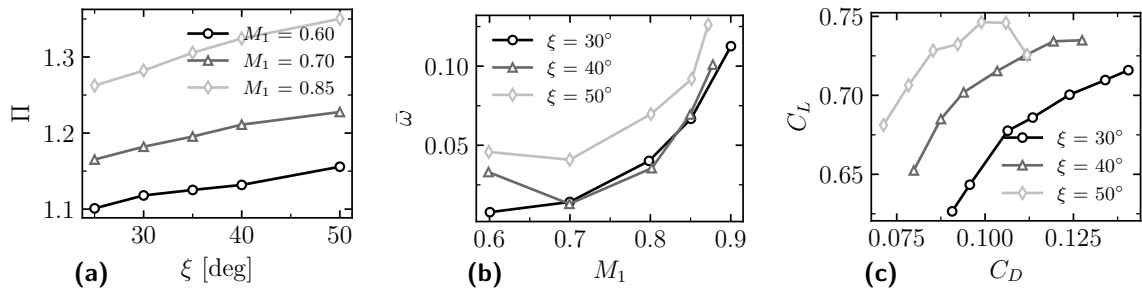 1.3
1.2
1.1
Π
30
40
50
ξ [deg]
M₁ = 0.60
M₁ = 0.70
M₁ = 0.85
(a)
0.10
0.05
ω̄
0.6
0.7
0.8
0.9
M₁
ξ = 30°
ξ = 40°
ξ = 50°
(b)
0.75
0.70
0.65
C_L
0.075
0.100
0.125
C_D
ξ = 30°
ξ = 40°
ξ = 50°
(c)